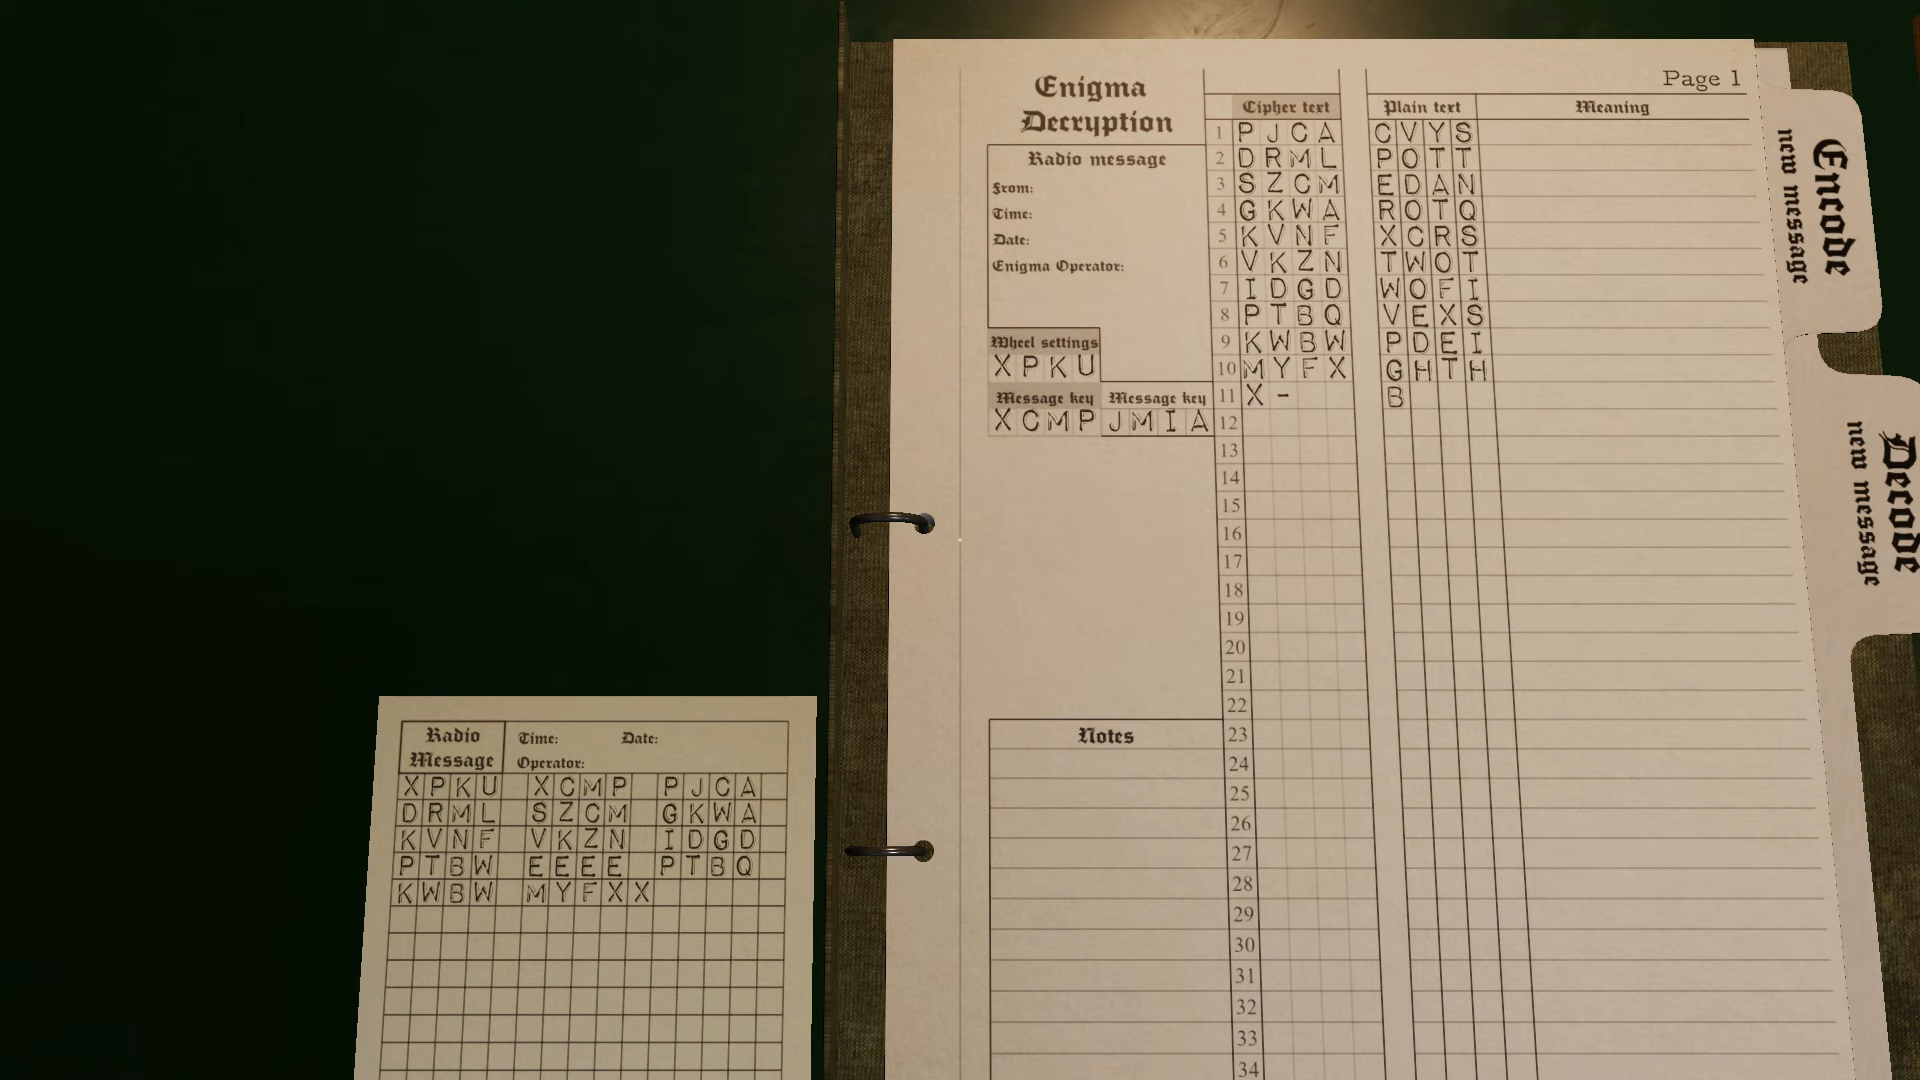 Page 1
Enigma
Decryption
Radio message
From:
Time:
Date:
Enigma Operator:
Wheel settings
X P K U
Message key Message key
X C M P J M I A
Cipher text Plain text Meaning
1 P J C A C V Y S
2 D R M L P O T T
3 S Z C M E D A N
4 G K W A R O T Q
5 K V N F X C R S
6 V K Z N T W O T
7 I D G D W O F I
8 P T B Q V E X S
9 K W B W P D E I
10 M Y F X G H T H
11 X - B
12
13
14
15
16
17
18
19
20
21
22
23
24
25
26
27
28
29
30
31
32
33
34
Notes
Encode
new message
Decode
new message
Radio
Message
Time: Date:
Operator:
X P K U X C M P P J C A
D R M L S Z C M G K W A
K V N F V K Z N I D G D
P T B W E E E E P T B Q
K W B W M Y F X X